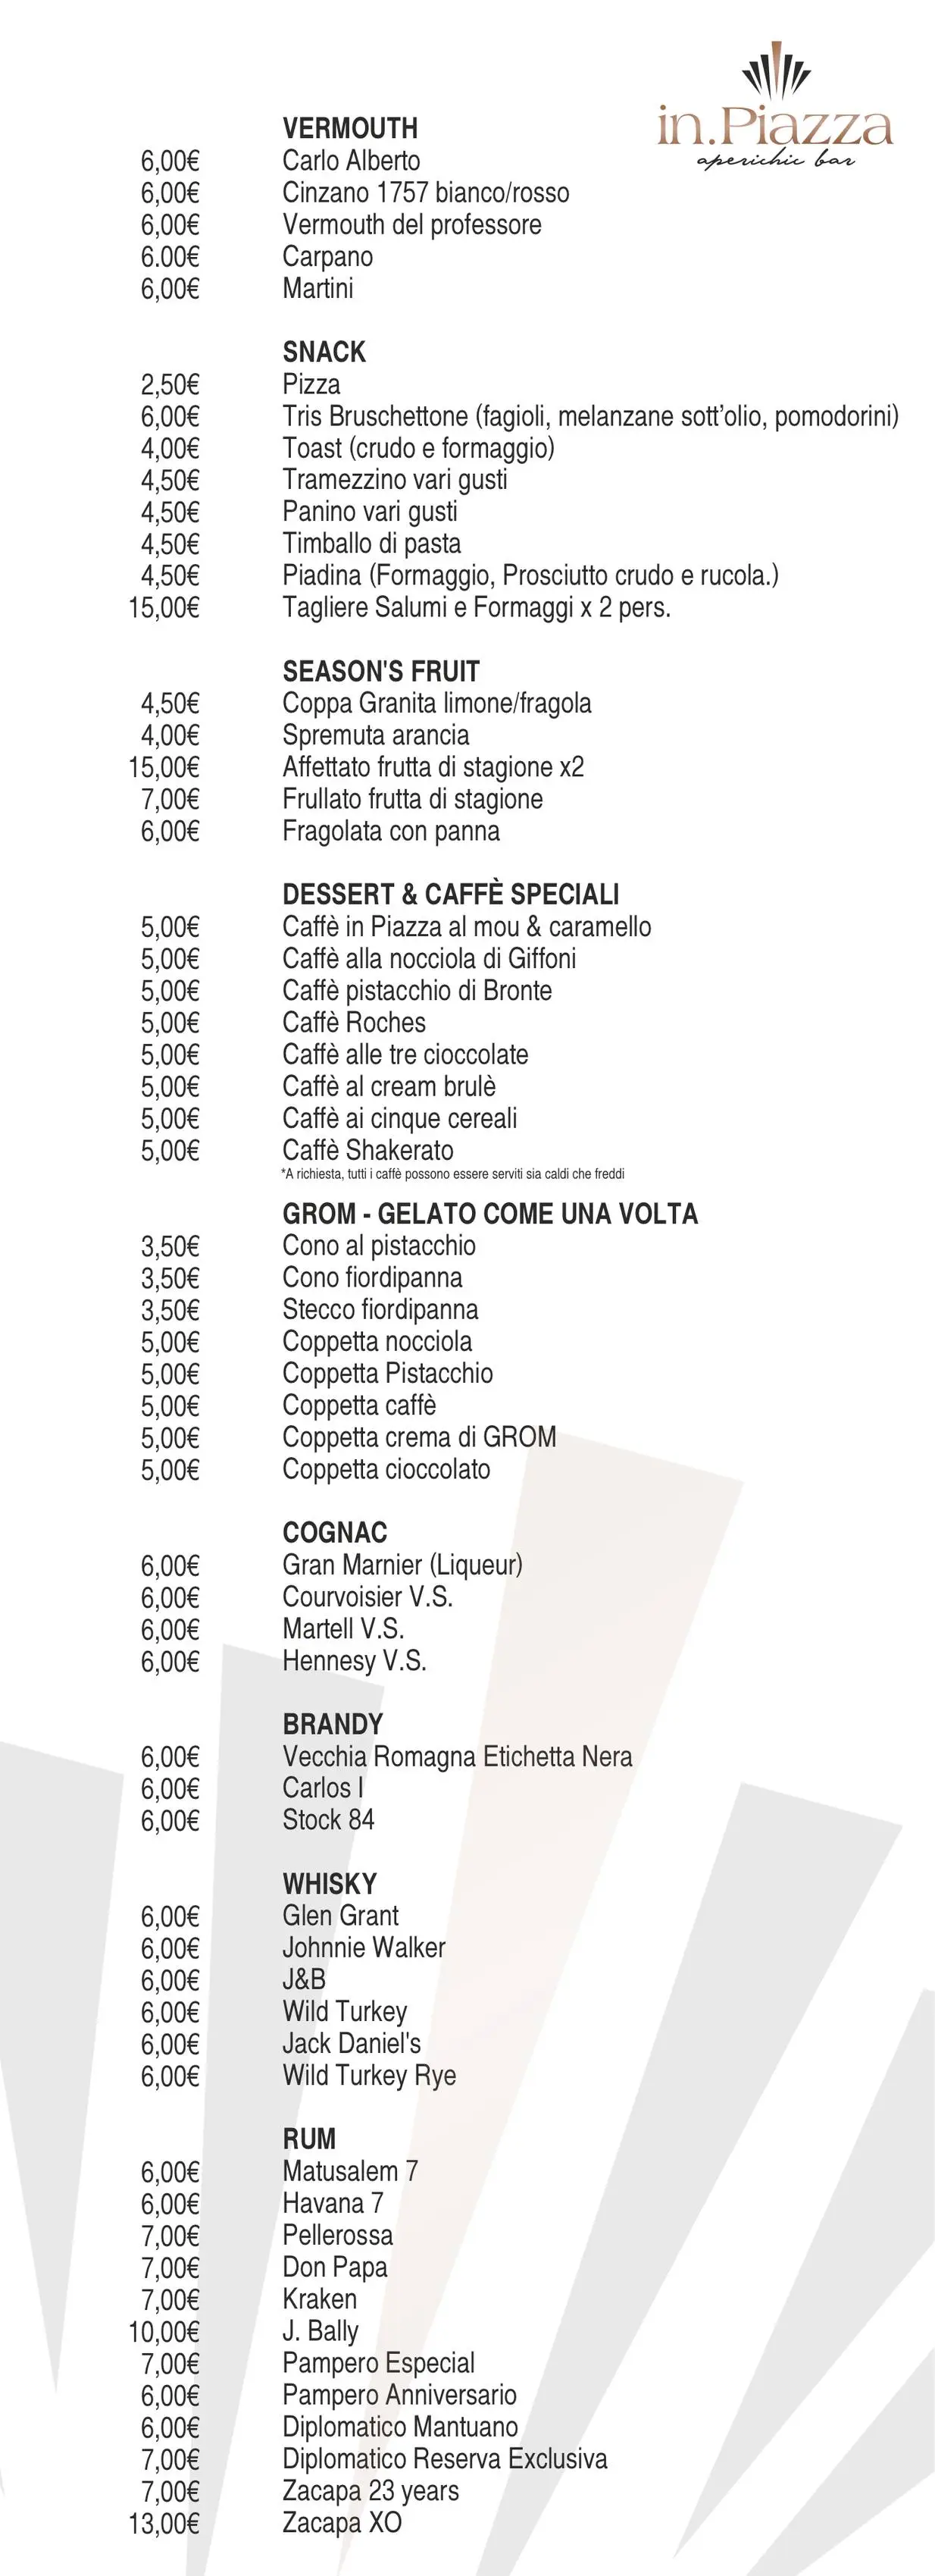 in.Piazza
aperichic bar
VERMOUTH
6,00€ Carlo Alberto
6,00€ Cinzano 1757 bianco/rosso
6,00€ Vermouth del professore
6.00€ Carpano
6,00€ Martini
SNACK
2,50€ Pizza
6,00€ Tris Bruschettone (fagioli, melanzane sott’olio, pomodorini)
4,00€ Toast (crudo e formaggio)
4,50€ Tramezzino vari gusti
4,50€ Panino vari gusti
4,50€ Timballo di pasta
4,50€ Piadina (Formaggio, Prosciutto crudo e rucola.)
15,00€ Tagliere Salumi e Formaggi x 2 pers.
SEASON'S FRUIT
4,50€ Coppa Granita limone/fragola
4,00€ Spremuta arancia
15,00€ Affettato frutta di stagione x2
7,00€ Frullato frutta di stagione
6,00€ Fragolata con panna
DESSERT & CAFFÈ SPECIALI
5,00€ Caffè in Piazza al mou & caramello
5,00€ Caffè alla nocciola di Giffoni
5,00€ Caffè pistacchio di Bronte
5,00€ Caffè Roches
5,00€ Caffè alle tre cioccolate
5,00€ Caffè al cream brulè
5,00€ Caffè ai cinque cereali
5,00€ Caffè Shakerato
*A richiesta, tutti i caffè possono essere serviti sia caldi che freddi
GROM - GELATO COME UNA VOLTA
3,50€ Cono al pistacchio
3,50€ Cono fiordipanna
3,50€ Stecco fiordipanna
5,00€ Coppetta nocciola
5,00€ Coppetta Pistacchio
5,00€ Coppetta caffè
5,00€ Coppetta crema di GROM
5,00€ Coppetta cioccolato
COGNAC
6,00€ Gran Marnier (Liqueur)
6,00€ Courvoisier V.S.
6,00€ Martell V.S.
6,00€ Hennesy V.S.
BRANDY
6,00€ Vecchia Romagna Etichetta Nera
6,00€ Carlos I
6,00€ Stock 84
WHISKY
6,00€ Glen Grant
6,00€ Johnnie Walker
6,00€ J&B
6,00€ Wild Turkey
6,00€ Jack Daniel's
6,00€ Wild Turkey Rye
RUM
6,00€ Matusalem 7
6,00€ Havana 7
7,00€ Pellerossa
7,00€ Don Papa
7,00€ Kraken
10,00€ J. Bally
7,00€ Pampero Especial
6,00€ Pampero Anniversario
6,00€ Diplomatico Mantuano
7,00€ Diplomatico Reserva Exclusiva
7,00€ Zacapa 23 years
13,00€ Zacapa XO